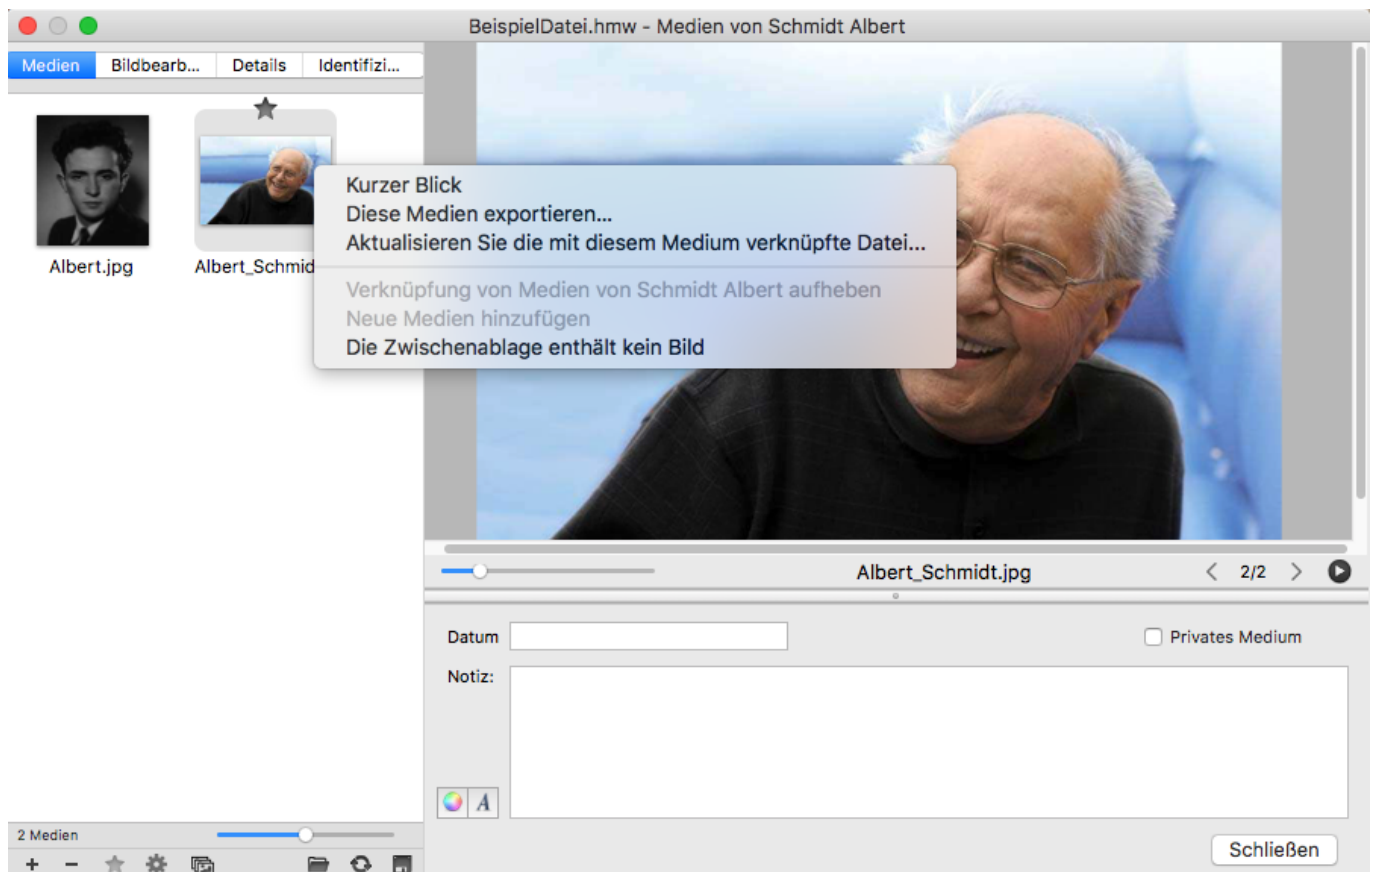 BeispielDatei.hmw - Medien von Schmidt Albert
Medien Bildbearb... Details Identifizi...
Albert.jpg
Albert_Schmid
Kurzer Blick
Diese Medien exportieren...
Aktualisieren Sie die mit diesem Medium verknüpfte Datei...
Verknüpfung von Medien von Schmidt Albert aufheben
Neue Medien hinzufügen
Die Zwischenablage enthält kein Bild
Albert_Schmidt.jpg 2/2
Datum
Privates Medium
Notiz:
A
2 Medien
Schließen